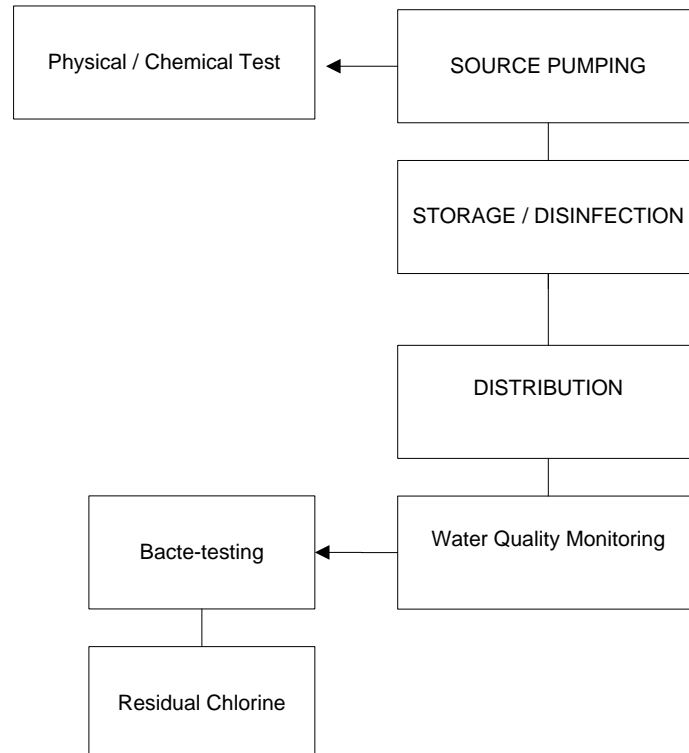 Physical / Chemical Test
SOURCE PUMPING
STORAGE / DISINFECTION
DISTRIBUTION
Water Quality Monitoring
Bacte-testing
Residual Chlorine